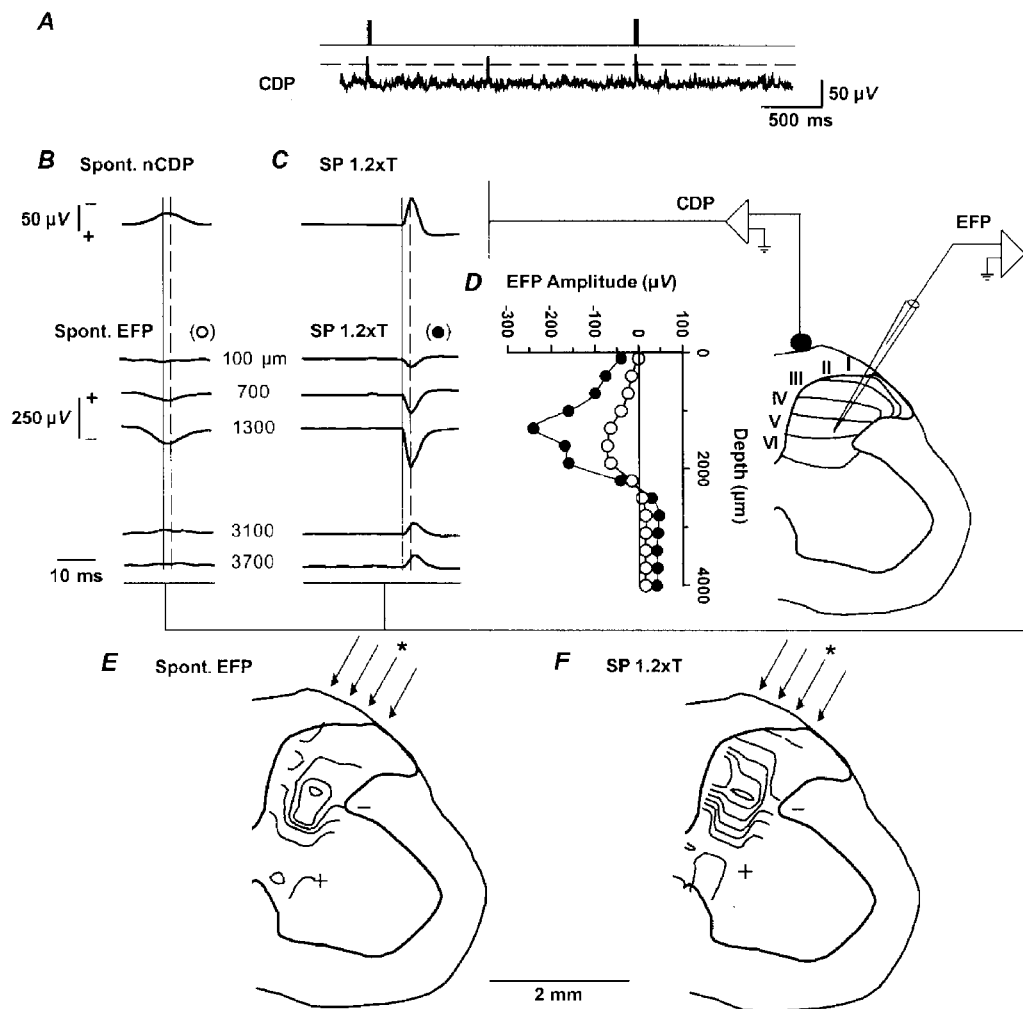 A
CDP
50 µV
500 ms
B Spont. nCDP
C SP 1.2xT
50 µV
−
+
CDP
EFP
D EFP Amplitude (µV)
-300
-200
-100
0
100
Spont. EFP (○)
SP 1.2xT (●)
100 µm
700
1300
3100
3700
250 µV
+
−
10 ms
0
2000
4000
Depth (µm)
I
II
III
IV
V
VI
E Spont. EFP
*
−
+
F SP 1.2xT
*
−
+
2 mm